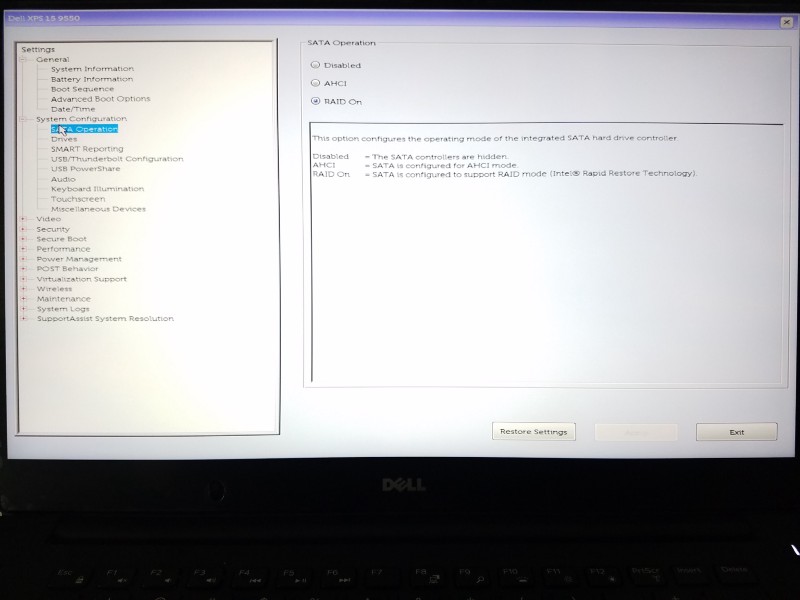 Dell XPS 15 9550
Settings
General
System Information
Battery Information
Boot Sequence
Advanced Boot Options
Date/Time
System Configuration
SATA Operation
Drives
SMART Reporting
USB/Thunderbolt Configuration
USB PowerShare
Audio
Keyboard Illumination
Touchscreen
Miscellaneous Devices
Video
Security
Secure Boot
Performance
Power Management
POST Behavior
Virtualization Support
Wireless
Maintenance
System Logs
SupportAssist System Resolution
SATA Operation
Disabled
AHCI
RAID On
This option configures the operating mode of the integrated SATA hard drive controller.
Disabled = The SATA controllers are hidden.
AHCI = SATA is configured for AHCI mode.
RAID On = SATA is configured to support RAID mode (Intel® Rapid Restore Technology).
Restore Settings
Exit
DELL
Esc F1 F2 F3 F4 F5 F6 F7 F8 F9 F10 F11 F12 PrtScr Insert Delete